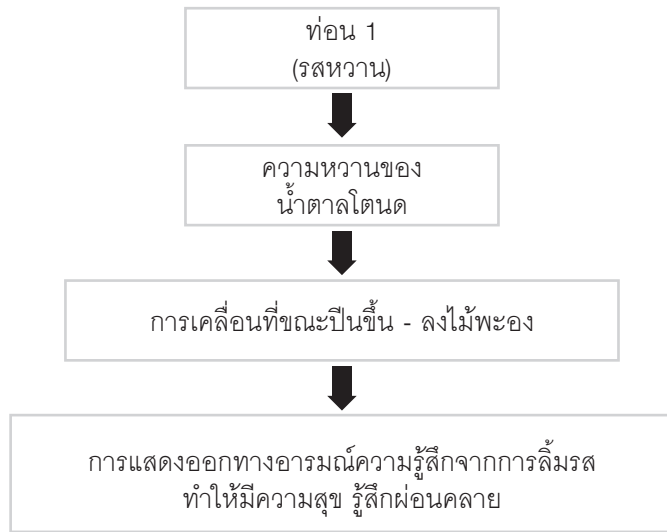 ท่อน 1
(รสหวาน)
ความหวานของ
น้ำตาลโตนด
การเคลื่อนที่ขณะปีนขึ้น - ลงไม้พะอง
การแสดงออกทางอารมณ์ความรู้สึกจากการลิ้มรส
ทำให้มีความสุข รู้สึกผ่อนคลาย